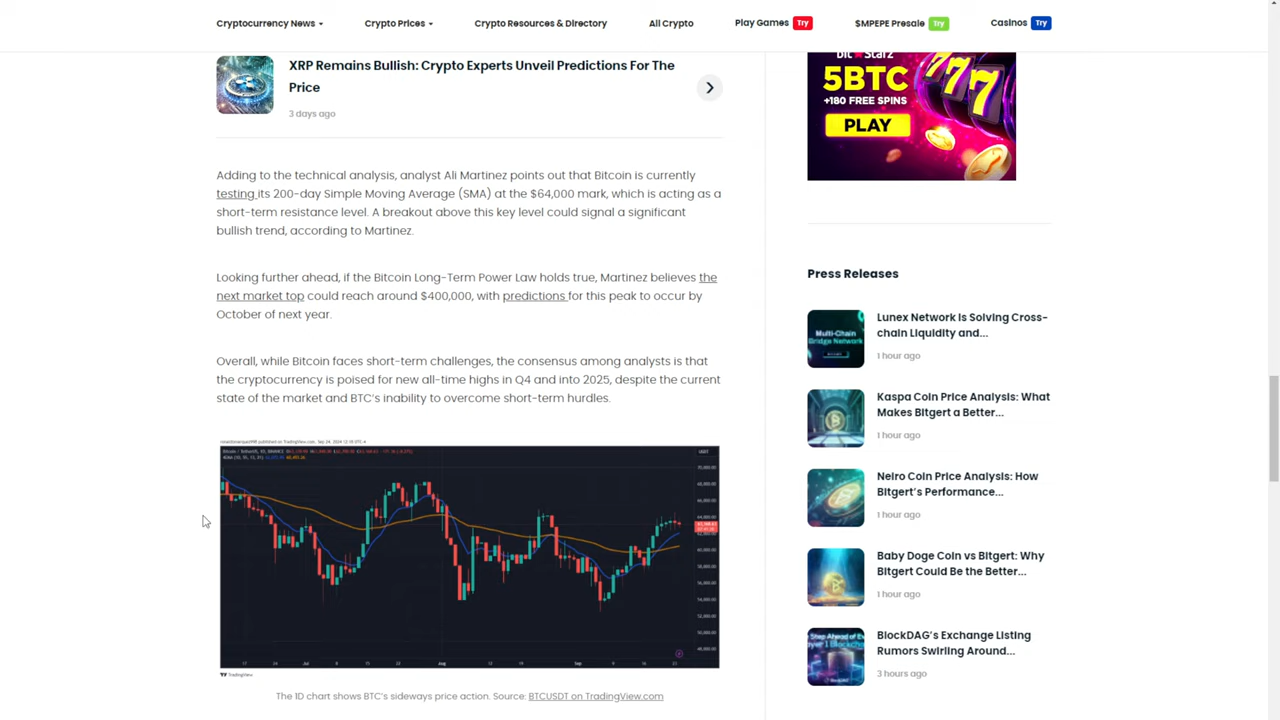 Cryptocurrency News
Crypto Prices
Crypto Resources & Directory
All Crypto
Play Games Try
$MPEPE Presale Try
Casinos Try
XRP Remains Bullish: Crypto Experts Unveil Predictions For The
Price
3 days ago
Adding to the technical analysis, analyst Ali Martinez points out that Bitcoin is currently
testing its 200-day Simple Moving Average (SMA) at the $64,000 mark, which is acting as a
short-term resistance level. A breakout above this key level could signal a significant
bullish trend, according to Martinez.
Looking further ahead, if the Bitcoin Long-Term Power Law holds true, Martinez believes the
next market top could reach around $400,000, with predictions for this peak to occur by
October of next year.
Overall, while Bitcoin faces short-term challenges, the consensus among analysts is that
the cryptocurrency is poised for new all-time highs in Q4 and into 2025, despite the current
state of the market and BTC's inability to overcome short-term hurdles.
TradingView
The 1D chart shows BTC's sideways price action. Source: BTCUSDT on TradingView.com
5BTC
+180 FREE SPINS
PLAY
777
Press Releases
Multi-Chain
Bridge Network
Lunex Network Is Solving Cross-
chain Liquidity and...
1 hour ago
Kaspa Coin Price Analysis: What
Makes Bitgert a Better...
1 hour ago
Neiro Coin Price Analysis: How
Bitgert's Performance...
1 hour ago
Baby Doge Coin vs Bitgert: Why
Bitgert Could Be the Better...
1 hour ago
BlockDAG's Exchange Listing
Rumors Swirling Around...
3 hours ago